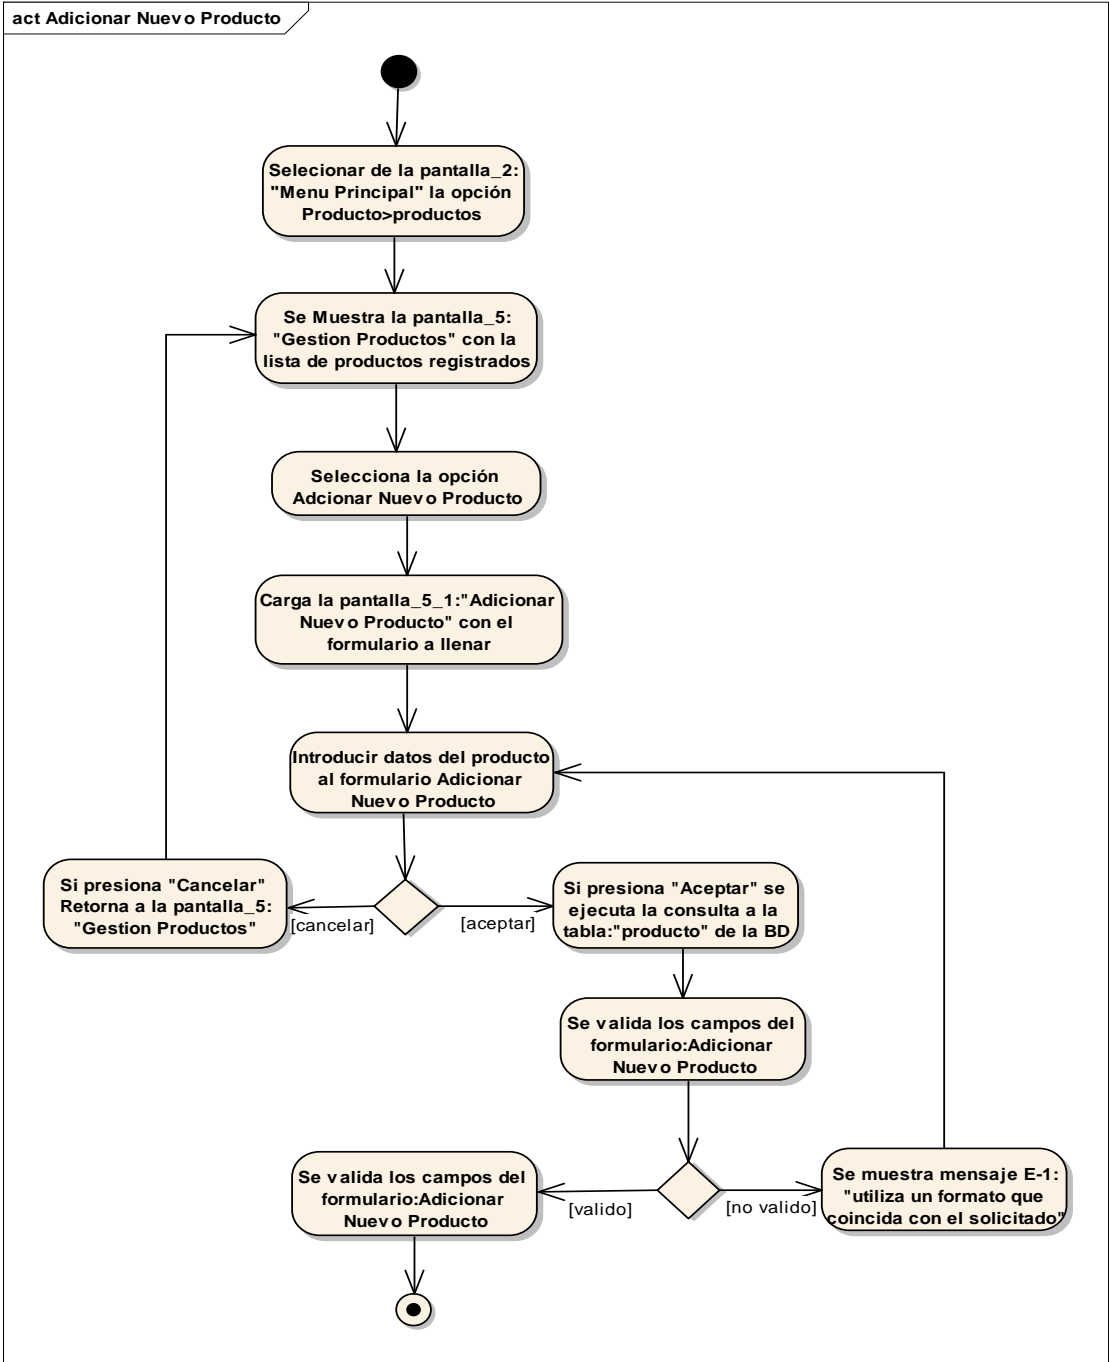 act Adicionar Nuevo Producto
Selecionar de la pantalla_2:
"Menu Principal" la opción
Producto>productos
Se Muestra la pantalla_5:
"Gestion Productos" con la
lista de productos registrados
Selecciona la opción
Adcionar Nuevo Producto
Carga la pantalla_5_1:"Adicionar
Nuevo Producto" con el
formulario a llenar
Introducir datos del producto
al formulario Adicionar
Nuevo Producto
Si presiona "Cancelar"
Retorna a la pantalla_5:
"Gestion Productos"
[cancelar]
[aceptar]
Si presiona "Aceptar" se
ejecuta la consulta a la
tabla:"producto" de la BD
Se valida los campos del
formulario:Adicionar
Nuevo Producto
Se valida los campos del
formulario:Adicionar
Nuevo Producto
[valido]
[no valido]
Se muestra mensaje E-1:
"utiliza un formato que
coincida con el solicitado"